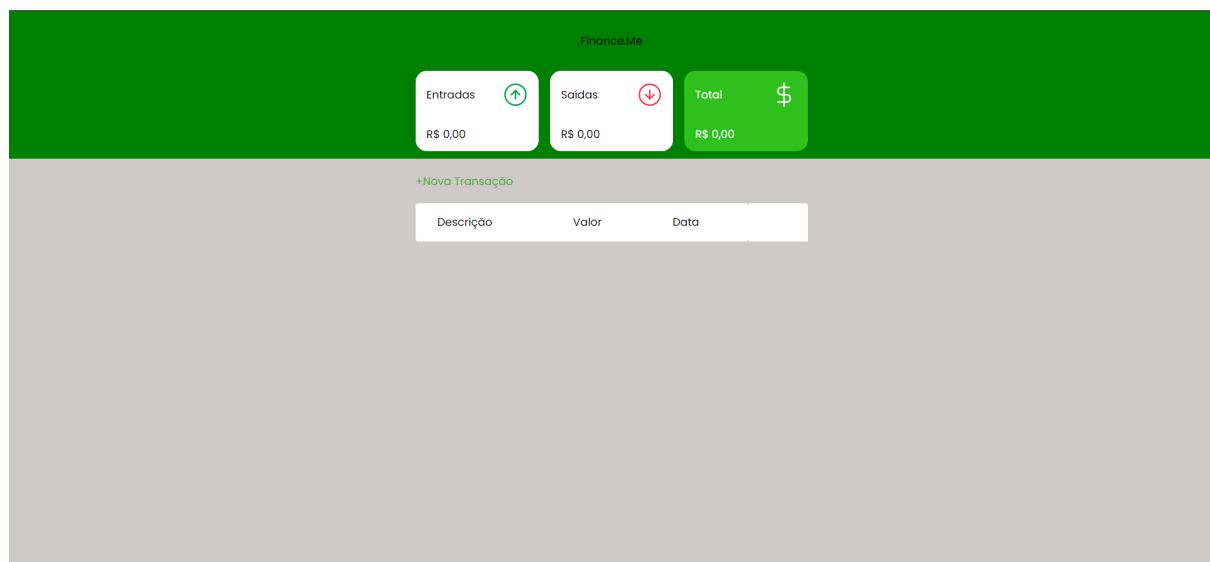 Finance.Me
Entradas Saídas Total
R$ 0,00 R$ 0,00 R$ 0,00
+Nova Transação
Descrição Valor Data